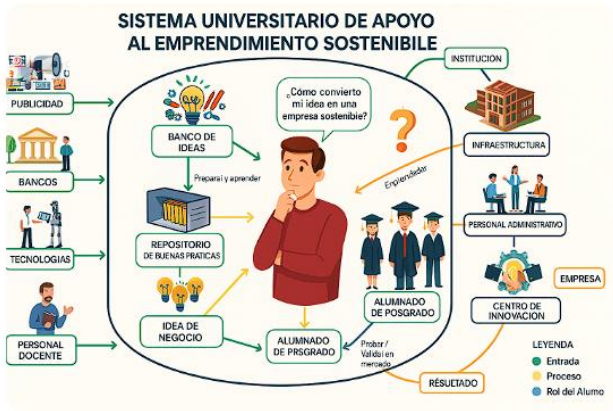 SISTEMA UNIVERSITARIO DE APOYO
AL EMPRENDIMIENTO SOSTENIBILE
INSTITUCIÓN
PUBLICIDAD
¿Cómo convierto
mi idea en una
empresa sostenible?
BANCO DE
IDEAS
INFRAESTRUCTURA
BANCOS
Preparai y aprender
Empiendedar
REPOSITORIO
DE BUENAS PRATICAS
PERSONAL ADMINISTRATIVO
TECNOLOGIAS
EMPRESA
ALUMNADO
DE POSGRADO
CENTRO DE
INNOVACION
IDEA DE
NEGOCIO
PERSONAL
DOCENTE
ALUMNADO DE
PRSGRADO
Probar /
Validai en
mercado
RÉSULTADO
LEYENDA
Entrada
Proceso
Rol del Alumo